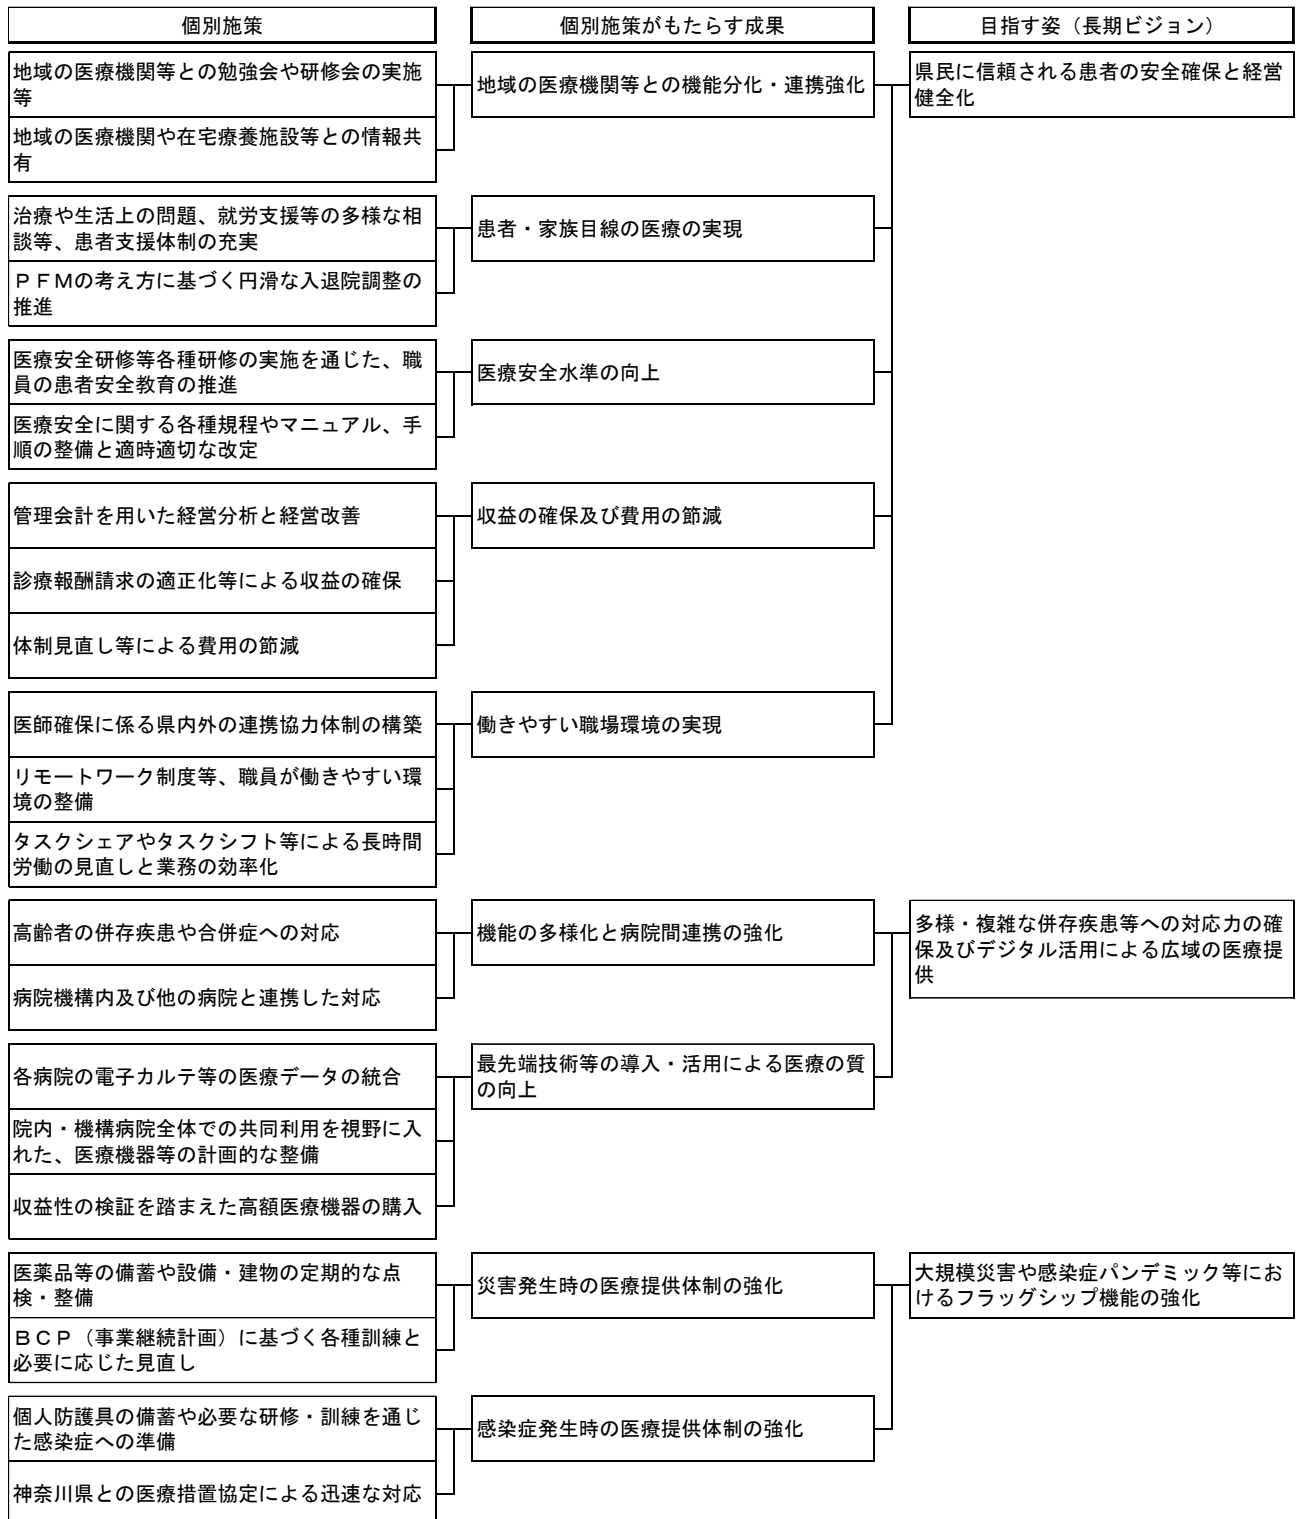 個別施策
個別施策がもたらす成果
目指す姿（長期ビジョン）
地域の医療機関等との勉強会や研修会の実施
等
地域の医療機関等との機能分化・連携強化
県民に信頼される患者の安全確保と経営
健全化
地域の医療機関や在宅療養施設等との情報共
有
治療や生活上の問題、就労支援等の多様な相
談等、患者支援体制の充実
患者・家族目線の医療の実現
ＰＦＭの考え方に基づく円滑な入退院調整の
推進
医療安全研修等各種研修の実施を通じた、職
員の患者安全教育の推進
医療安全水準の向上
医療安全に関する各種規程やマニュアル、手
順の整備と適時適切な改定
管理会計を用いた経営分析と経営改善
収益の確保及び費用の節減
診療報酬請求の適正化等による収益の確保
体制見直し等による費用の節減
医師確保に係る県内外の連携協力体制の構築
働きやすい職場環境の実現
リモートワーク制度等、職員が働きやすい環
境の整備
タスクシェアやタスクシフト等による長時間
労働の見直しと業務の効率化
高齢者の併存疾患や合併症への対応
機能の多様化と病院間連携の強化
多様・複雑な併存疾患等への対応力の確
保及びデジタル活用による広域の医療提
供
病院機構内及び他の病院と連携した対応
各病院の電子カルテ等の医療データの統合
最先端技術等の導入・活用による医療の質
の向上
院内・機構病院全体での共同利用を視野に入
れた、医療機器等の計画的な整備
収益性の検証を踏まえた高額医療機器の購入
医薬品等の備蓄や設備・建物の定期的な点
検・整備
災害発生時の医療提供体制の強化
大規模災害や感染症パンデミック等にお
けるフラッグシップ機能の強化
ＢＣＰ（事業継続計画）に基づく各種訓練と
必要に応じた見直し
個人防護具の備蓄や必要な研修・訓練を通じ
た感染症への準備
感染症発生時の医療提供体制の強化
神奈川県との医療措置協定による迅速な対応